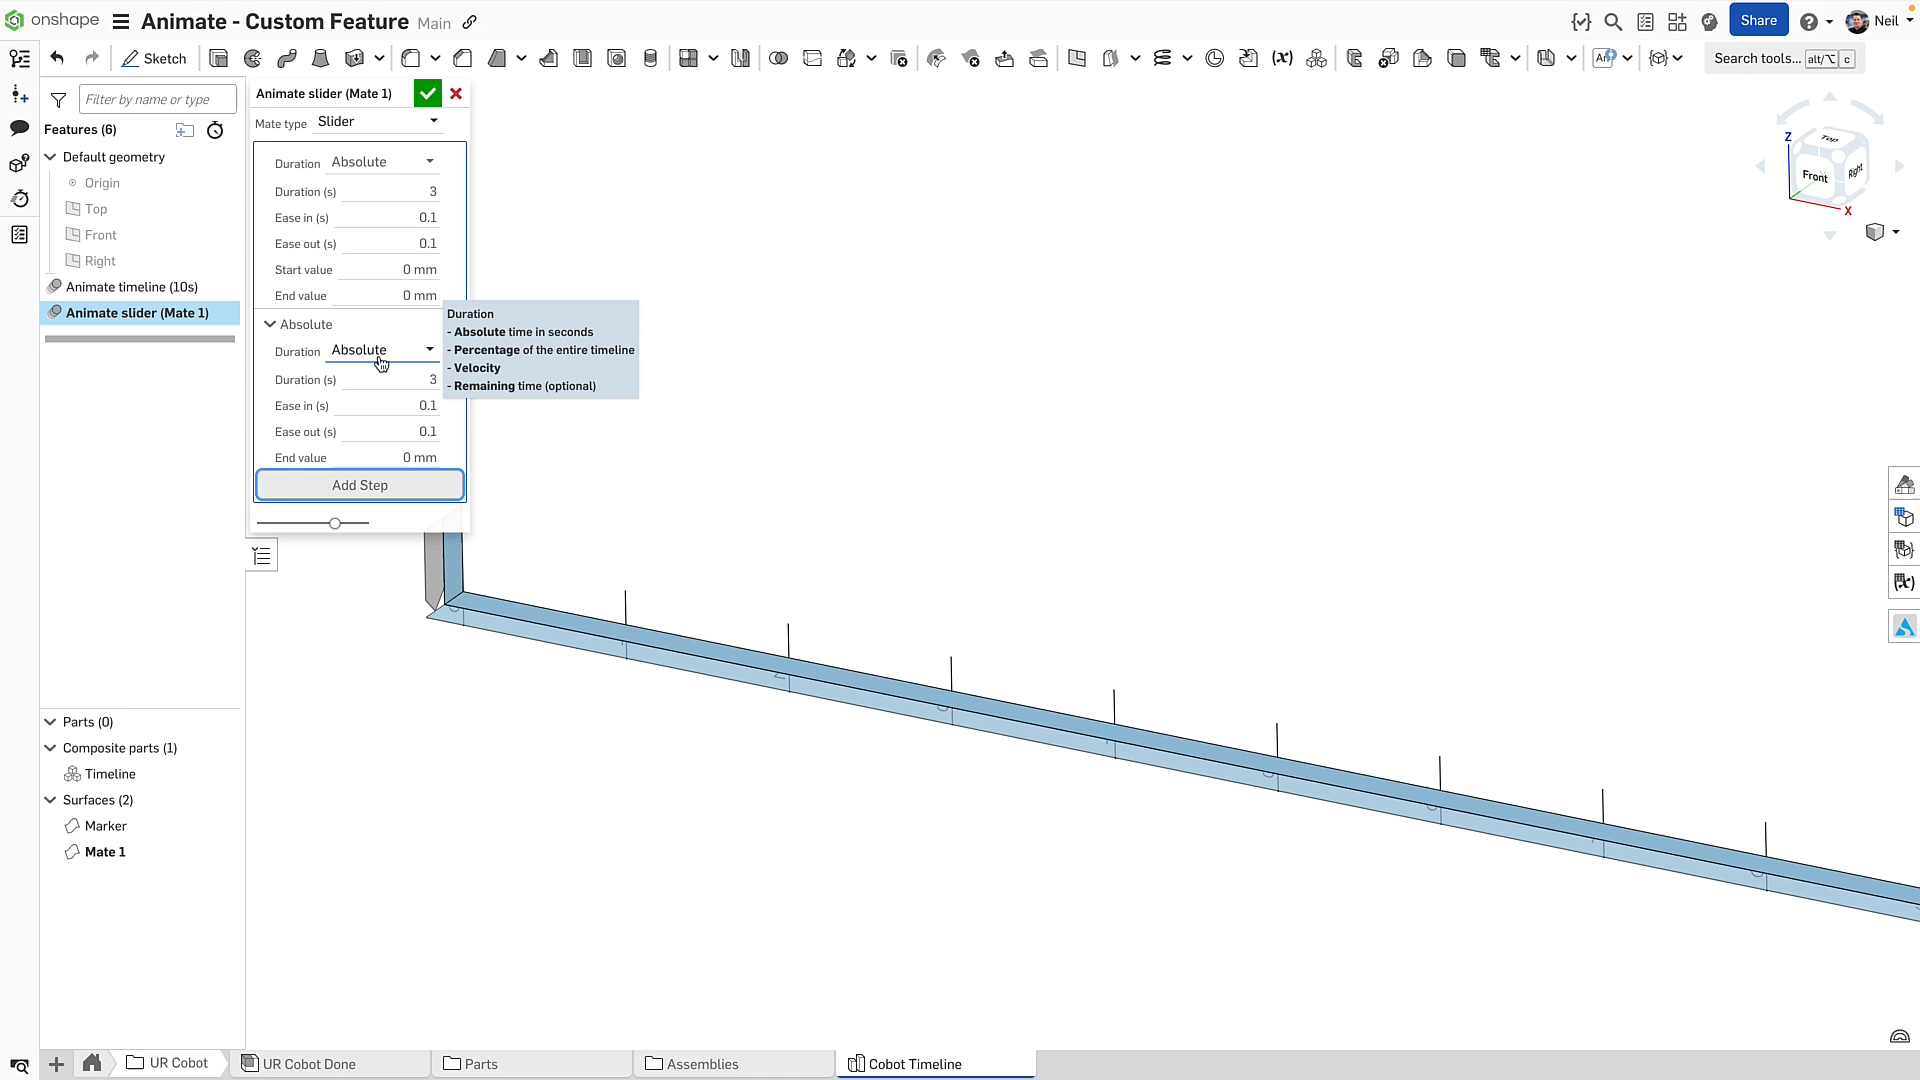 onshape
Animate - Custom Feature Main
Share
Neil
Sketch
Search tools... alt/⌥ c
Filter by name or type
Features (6)
Default geometry
Origin
Top
Front
Right
Animate timeline (10s)
Animate slider (Mate 1)
Animate slider (Mate 1)
Mate type Slider
Duration Absolute
Duration (s) 3
Ease in (s) 0.1
Ease out (s) 0.1
Start value 0 mm
End value 0 mm
Absolute
Duration Absolute
Duration (s) 3
Ease in (s) 0.1
Ease out (s) 0.1
End value 0 mm
Add Step
Duration
- Absolute time in seconds
- Percentage of the entire timeline
- Velocity
- Remaining time (optional)
Z
Top
Front
Right
X
Parts (0)
Composite parts (1)
Timeline
Surfaces (2)
Marker
Mate 1
UR Cobot
UR Cobot Done
Parts
Assemblies
Cobot Timeline